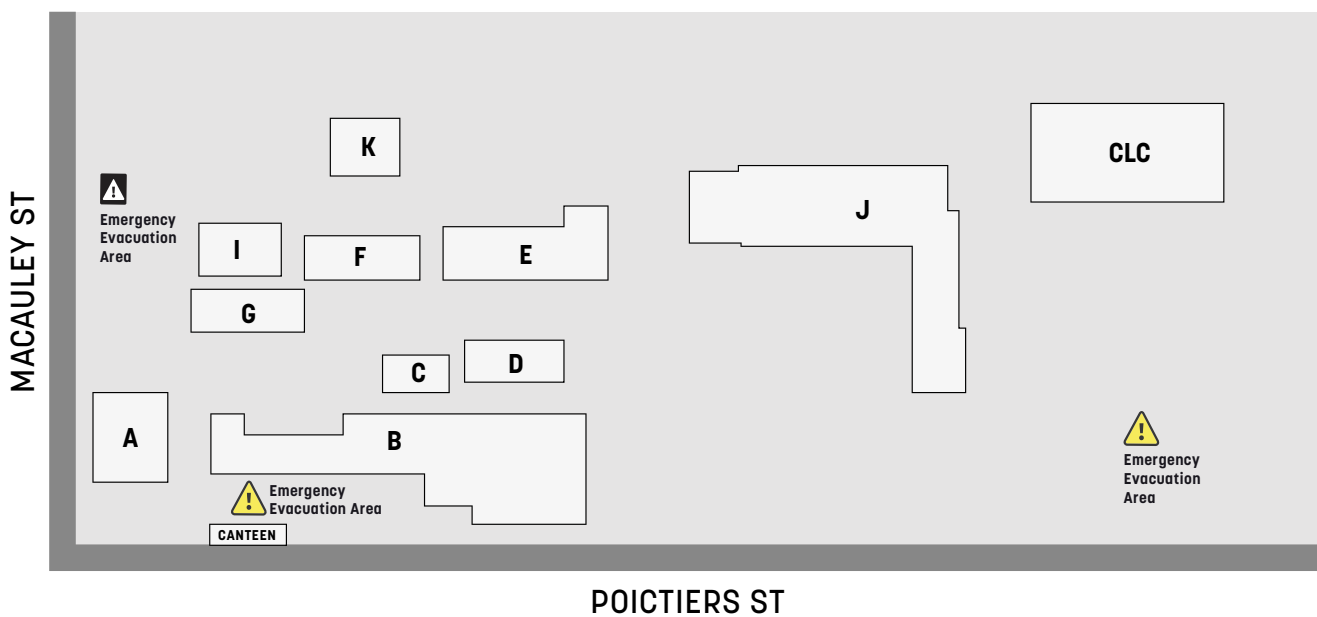 K
CLC
J
Emergency
Evacuation
Area
I
F
E
G
MACAULEY ST
C
D
A
B
Emergency
Evacuation Area
CANTEEN
Emergency
Evacuation
Area
POICTIERS ST